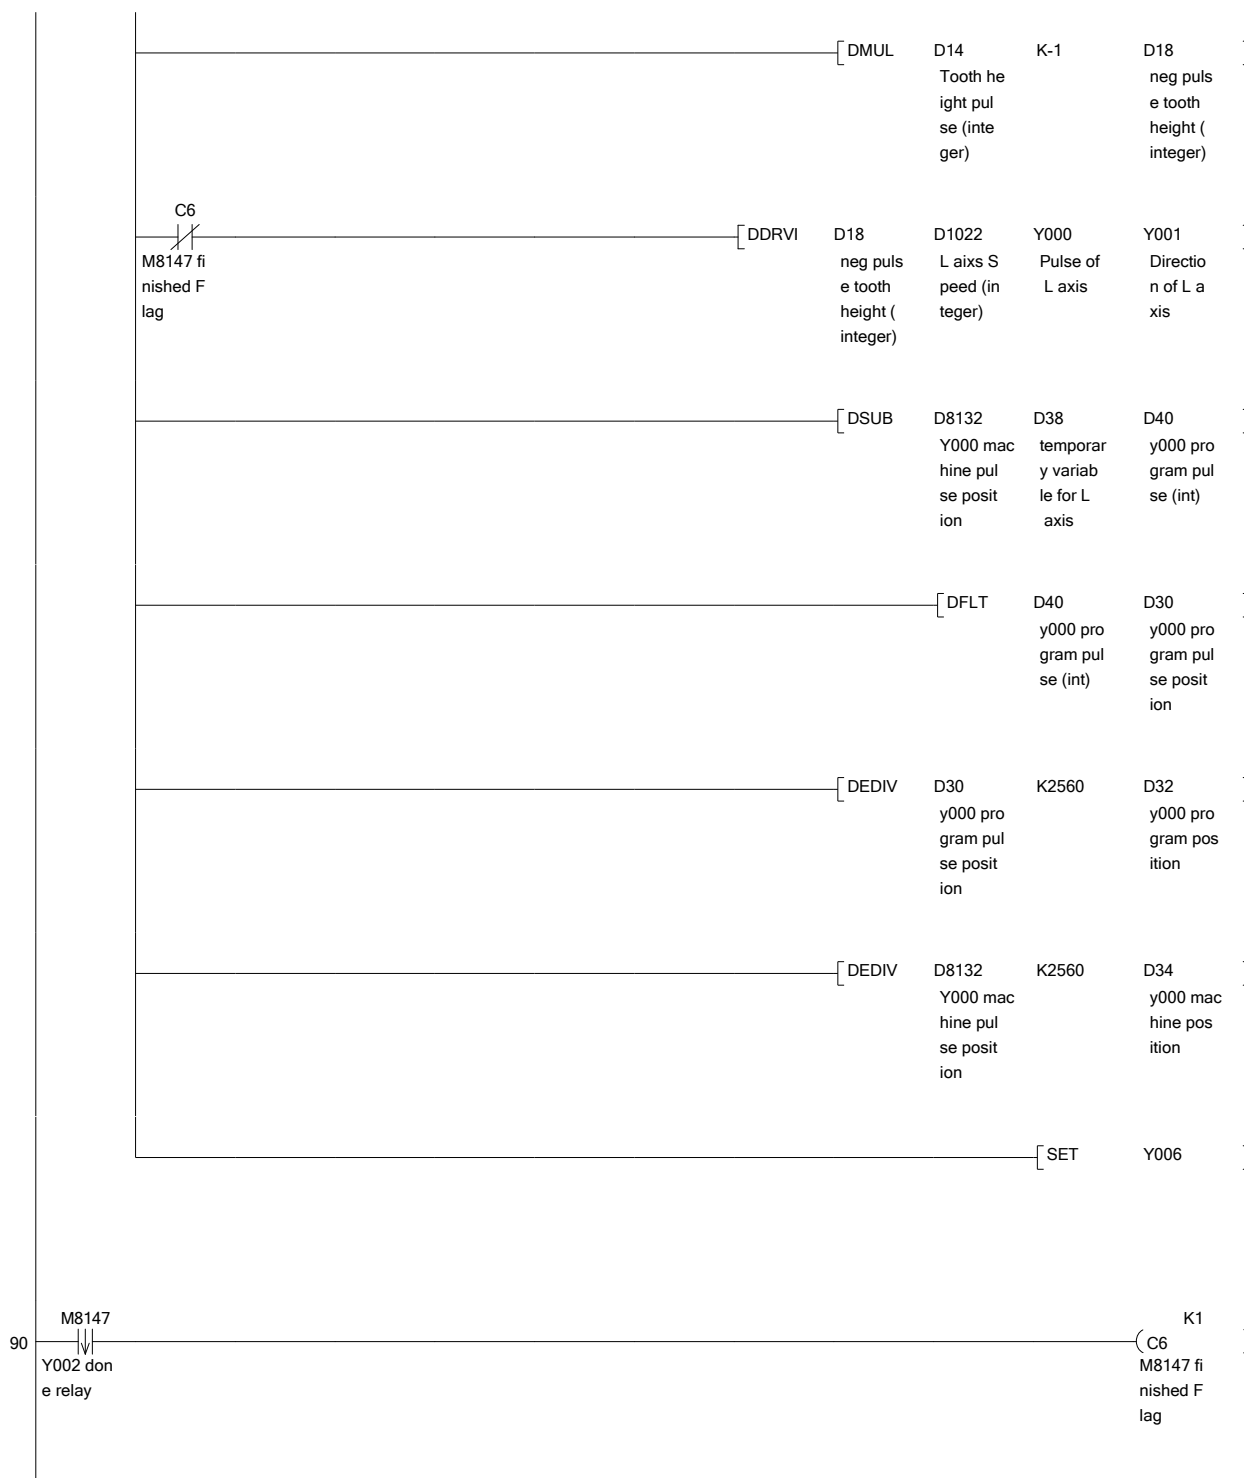 DMUL D14 K-1 D18
Tooth he neg puls
ight pul e tooth
se (inte height (
ger) integer)
C6
DDRVI D18 D1022 Y000 Y001
M8147 fi neg puls L aixs S Pulse of Directio
nished F e tooth peed (in L axis n of L a
lag height ( teger) xis
integer)
DSUB D8132 D38 D40
Y000 mac temporar y000 pro
hine pul y variab gram pul
se posit le for L se (int)
ion axis
DFLT D40 D30
y000 pro y000 pro
gram pul gram pul
se (int) se posit
ion
DEDIV D30 K2560 D32
y000 pro y000 pro
gram pul gram pos
se posit ition
ion
DEDIV D8132 K2560 D34
Y000 mac y000 mac
hine pul hine pos
se posit ition
ion
SET Y006
M8147 K1
90 C6
Y002 don M8147 fi
e relay nished F
lag